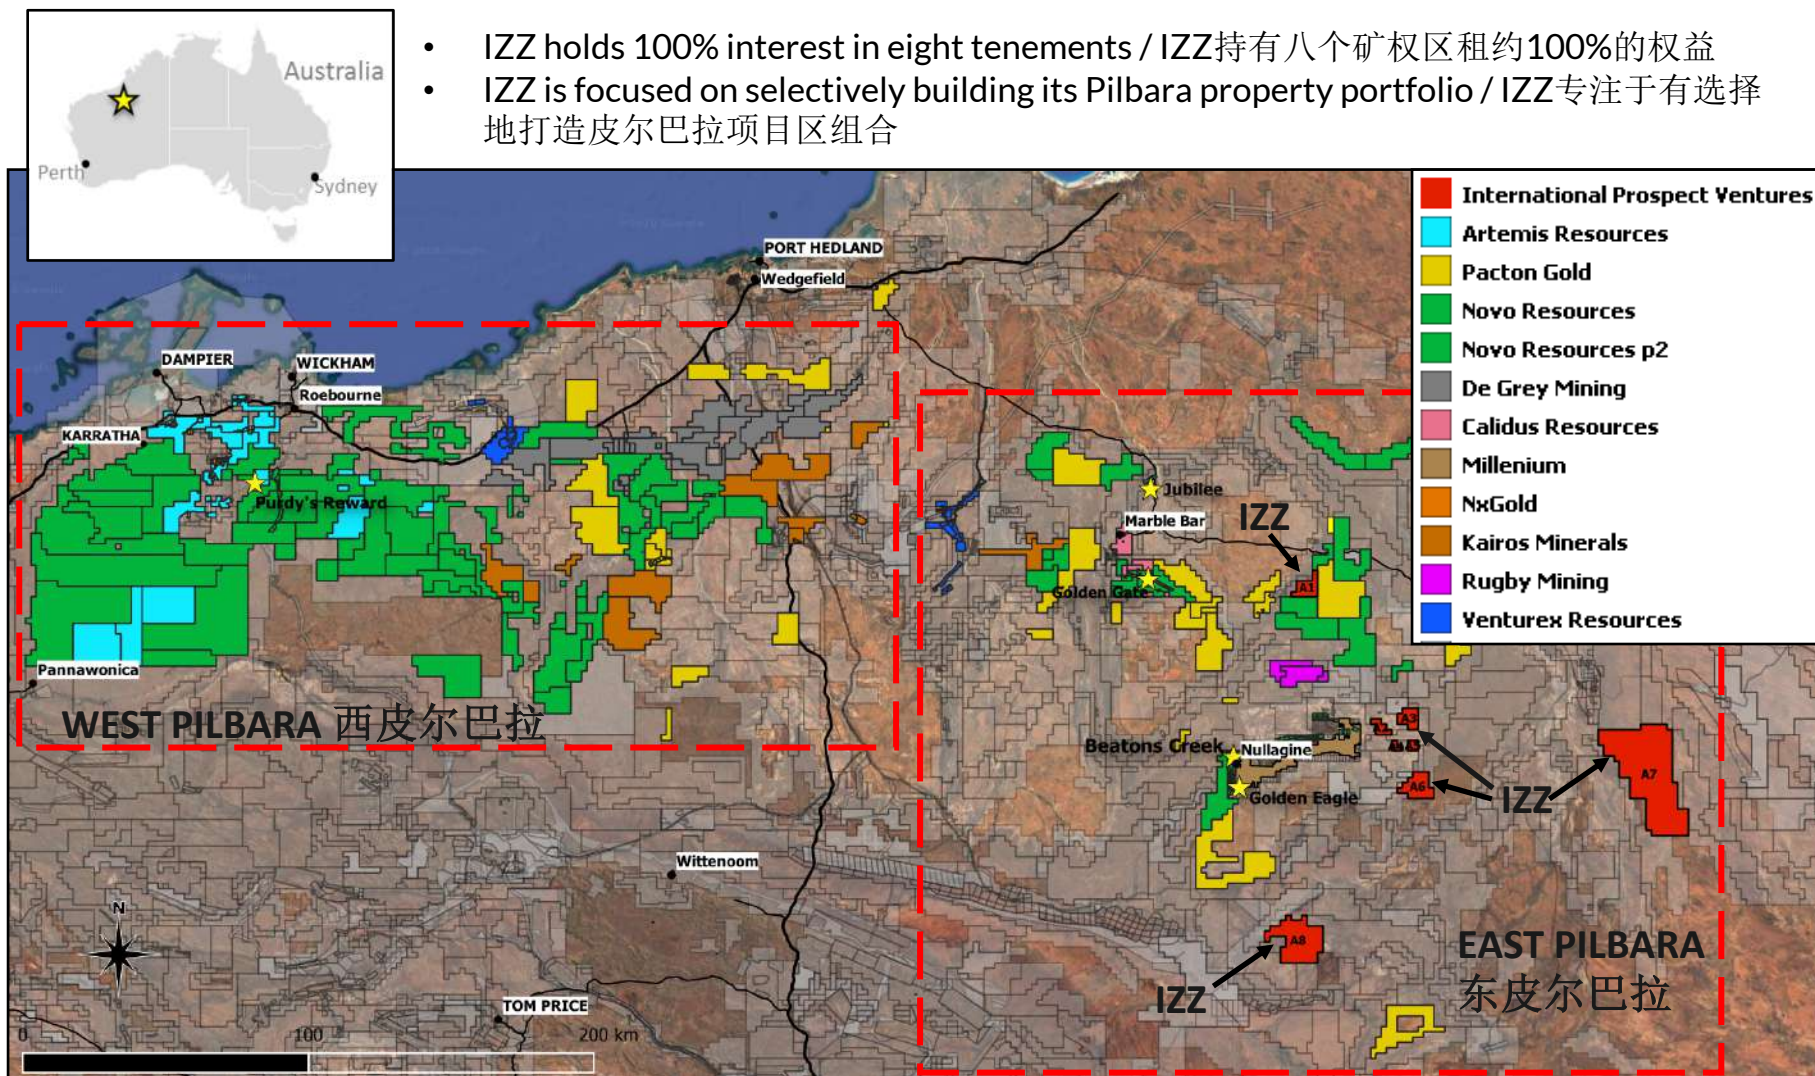 • IZZ holds 100% interest in eight tenements / IZZ持有八个矿权区租约100%的权益
• IZZ is focused on selectively building its Pilbara property portfolio / IZZ专注于有选择
地打造皮尔巴拉项目区组合
Australia
Perth
Sydney
International Prospect Ventures
Artemis Resources
Pacton Gold
Novo Resources
Novo Resources p2
De Grey Mining
Calidus Resources
Millenium
NxGold
Kairos Minerals
Rugby Mining
Venturex Resources
PORT HEDLAND
Wedgefield
DAMPIER
WICKHAM
Roebourne
KARRATHA
Purdy's Reward
Pannawonica
WEST PILBARA 西皮尔巴拉
Jubilee
Marble Bar
IZZ
A1
Golden Gate
A3
Beatons Creek
Nullagine
A6
A7
IZZ
Golden Eagle
Wittenoom
A8
EAST PILBARA
东皮尔巴拉
IZZ
N
TOM PRICE
0 100 200 km